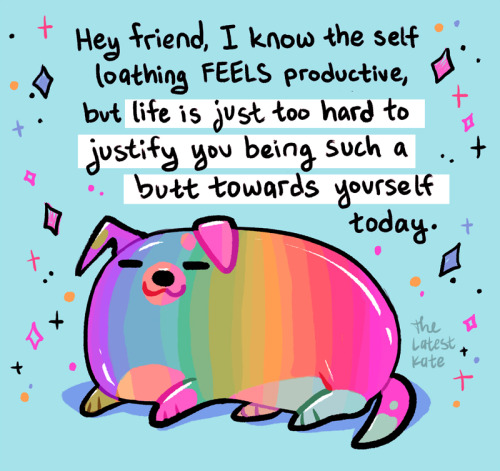 Hey friend, I know the self
loathing FEELS productive,
but life is just too hard to
justify you being such a
butt towards yourself
today.
the
Latest
Kate